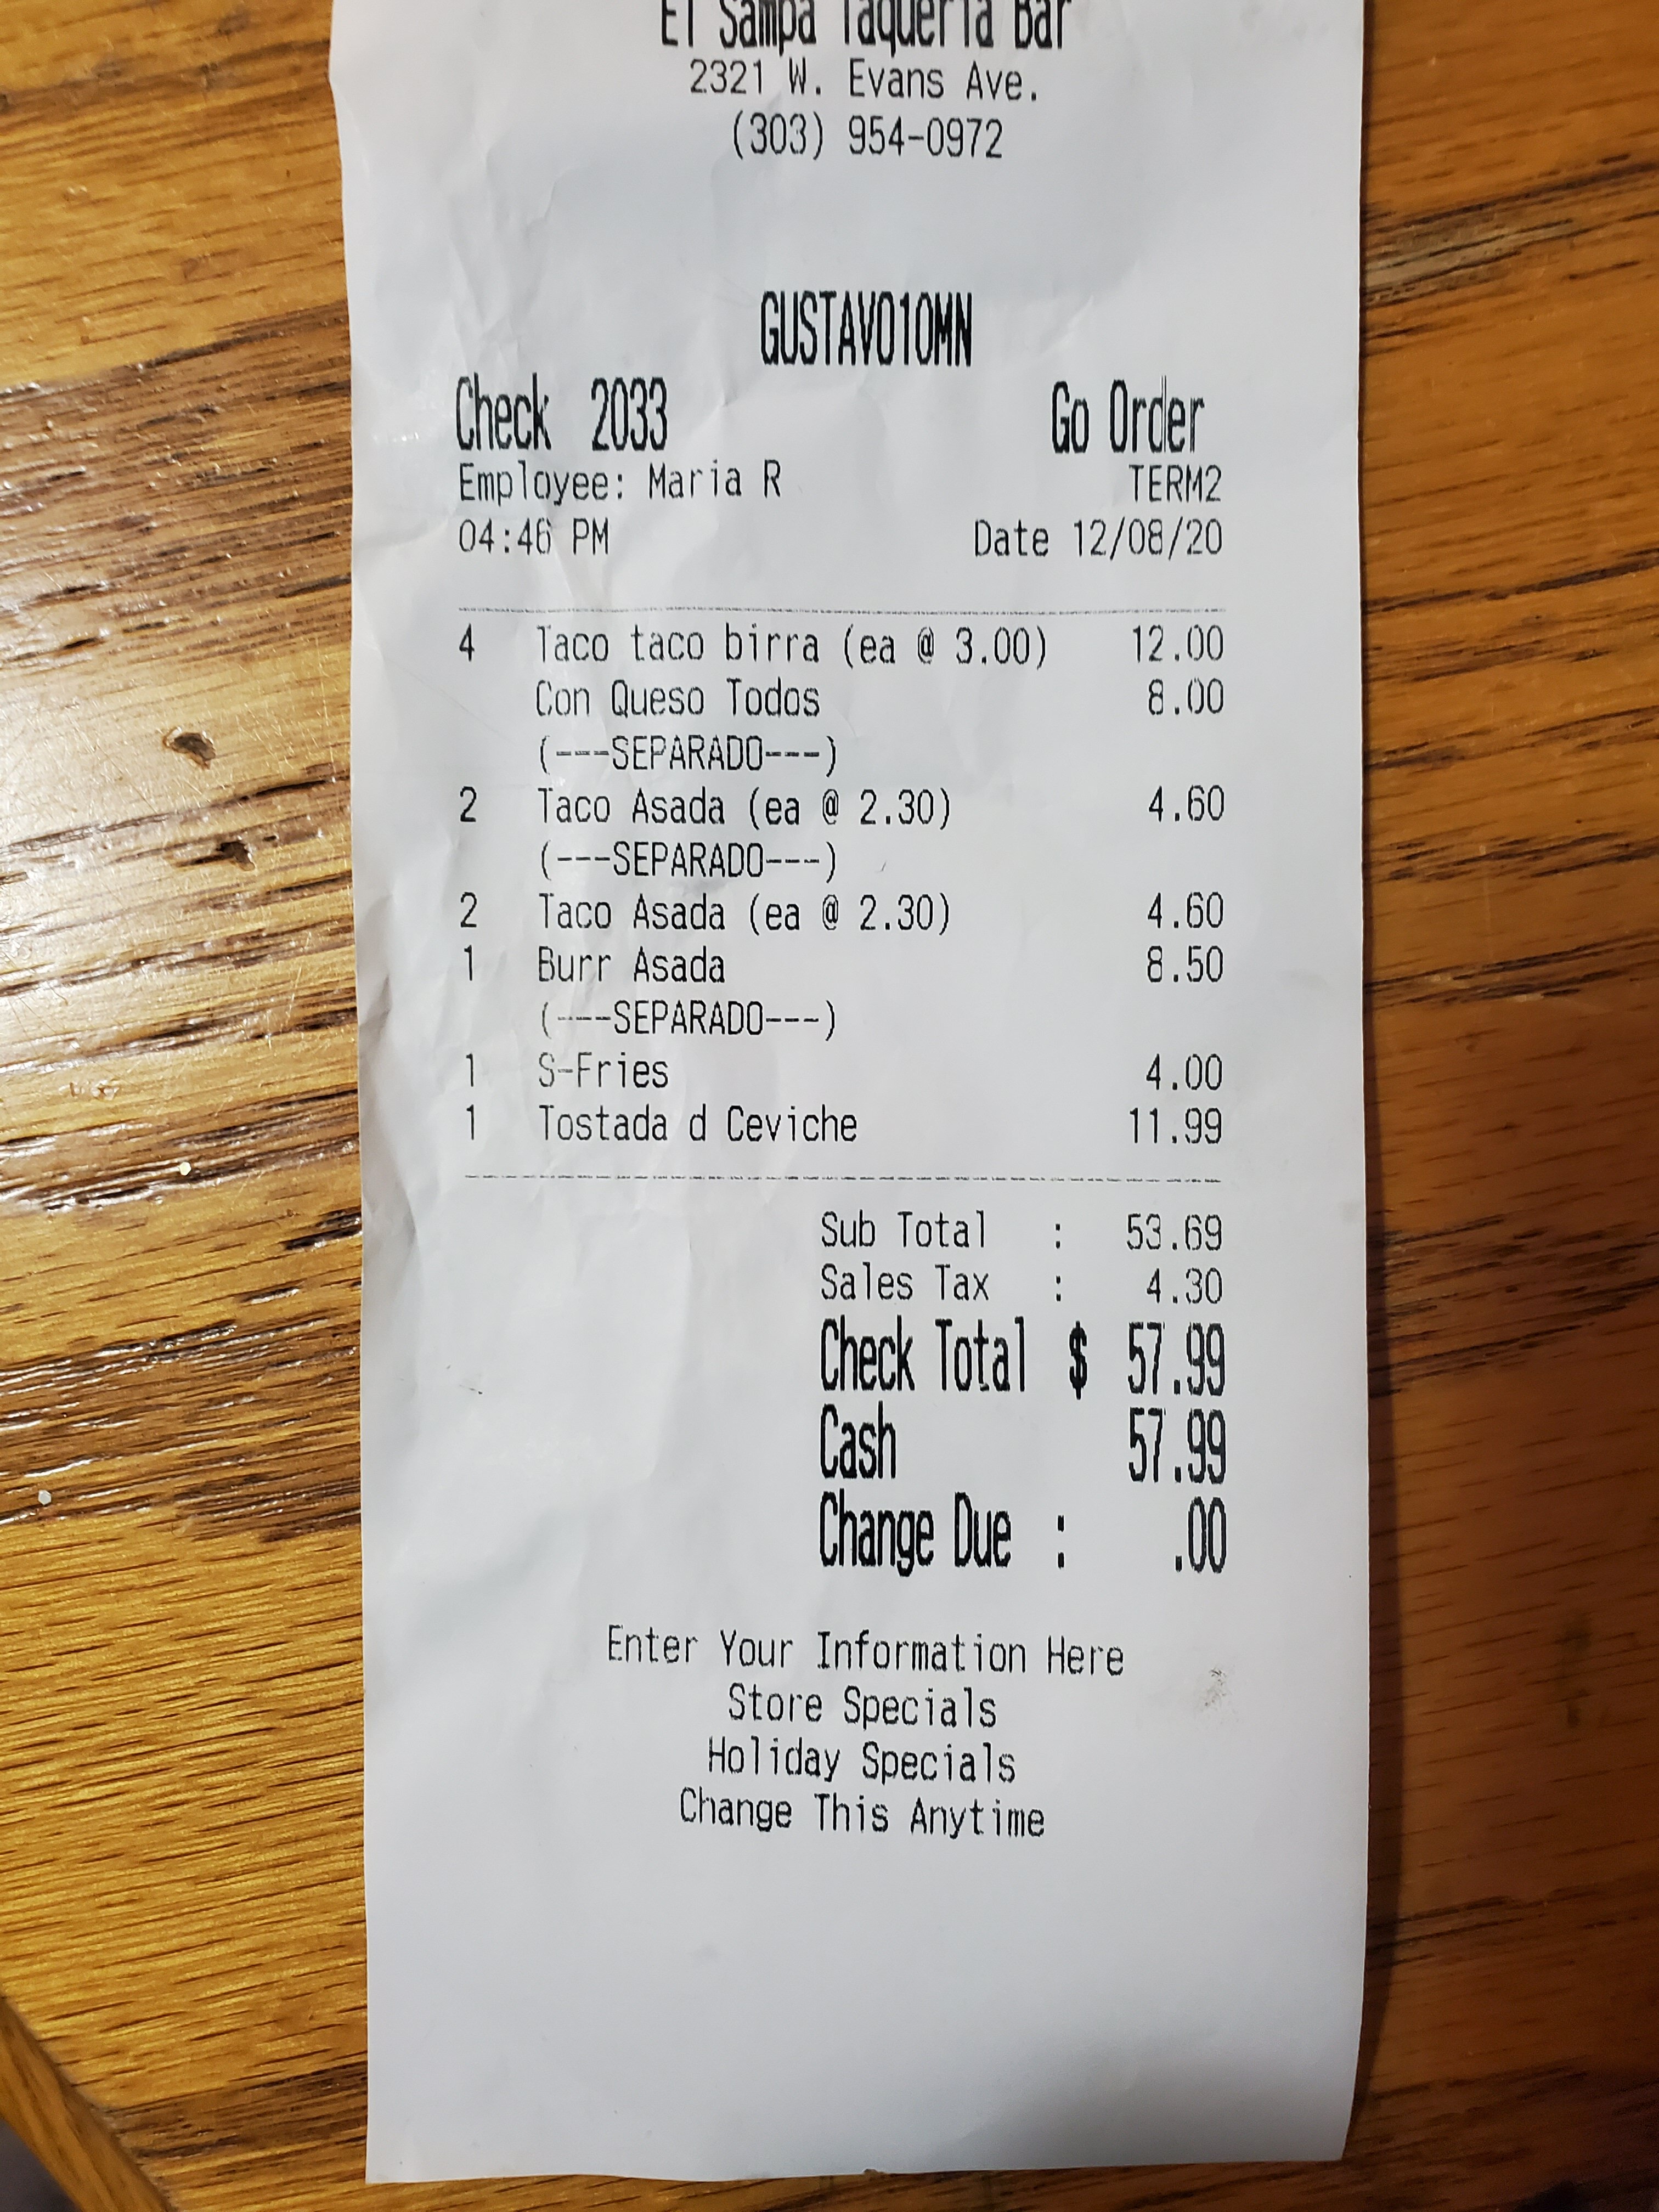 El Sampa Taqueria Bar
2321 W. Evans Ave.
(303) 954-0972
GUSTAVO10MN
Check 2033 Go Order
Employee: Maria R TERM2
04:46 PM Date 12/08/20
4 Taco taco birra (ea @ 3.00) 12.00
Con Queso Todos 8.00
(---SEPARADO---)
2 Taco Asada (ea @ 2.30) 4.60
(---SEPARADO---)
2 Taco Asada (ea @ 2.30) 4.60
1 Burr Asada 8.50
(---SEPARADO---)
1 S-Fries 4.00
1 Tostada d Ceviche 11.99
Sub Total : 53.69
Sales Tax : 4.30
Check Total $ 57.99
Cash 57.99
Change Due : .00
Enter Your Information Here
Store Specials
Holiday Specials
Change This Anytime